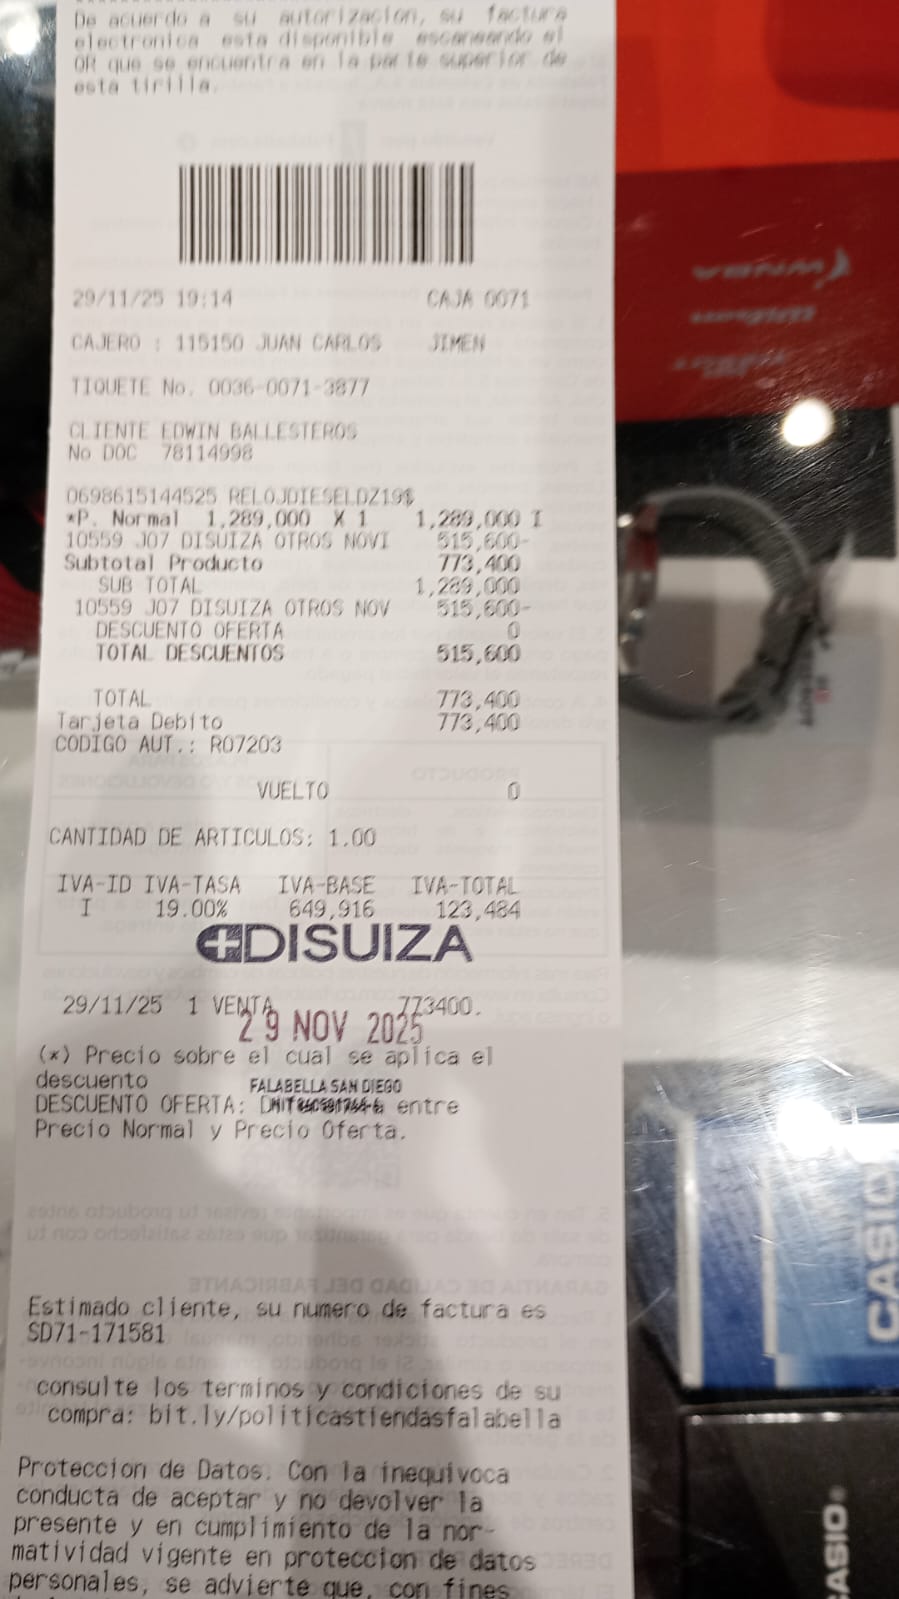 De acuerdo a su autorizacion, su factura
electronica esta disponible escaneando el
QR que se encuentra en la parte superior de
esta tirilla.
29/11/25 19:14 CAJA 0071
CAJERO : 115150 JUAN CARLOS JIMEN
TIQUETE No. 0036-0071-3877
CLIENTE EDWIN BALLESTEROS
No DOC 78114998
0698615144525 RELOJDIESELDZ19$
*P. Normal 1,289,000 X 1 1,289,000 I
10559 J07 DISUIZA OTROS NOVI 515,600-
Subtotal Producto 773,400
SUB TOTAL 1,289,000
10559 J07 DISUIZA OTROS NOV 515,600-
DESCUENTO OFERTA 0
TOTAL DESCUENTOS 515,600
TOTAL 773,400
Tarjeta Debito 773,400
CODIGO AUT.: R07203
VUELTO 0
CANTIDAD DE ARTICULOS: 1.00
IVA-ID IVA-TASA IVA-BASE IVA-TOTAL
I 19.00% 649,916 123,484
DISUIZA
29/11/25 1 VENTA 773400.
29 NOV 2025
(*) Precio sobre el cual se aplica el
descuento
FALABELLA SAN DIEGO
DESCUENTO OFERTA: entre
Precio Normal y Precio Oferta.
Estimado cliente, su numero de factura es
SD71-171581
consulte los terminos y condiciones de su
compra: bit.ly/politicastiendasfalabella
Proteccion de Datos. Con la inequivoca
conducta de aceptar y no devolver la
presente y en cumplimiento de la nor-
matividad vigente en proteccion de datos
personales, se advierte que, con fines
CASIO
CASIO